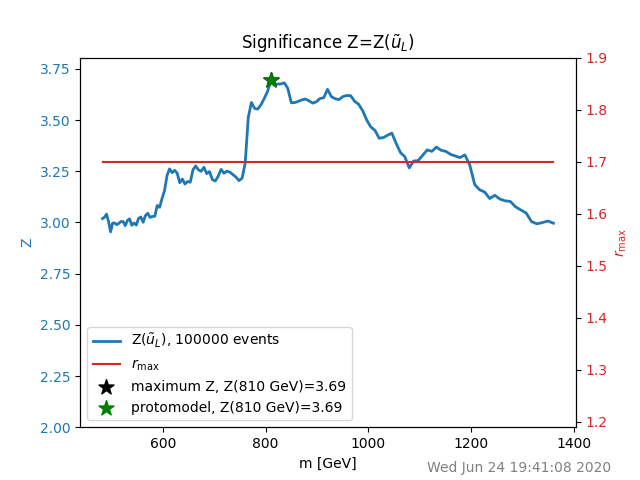 Significance Z=Z(ũ_L)
3.75
3.50
3.25
3.00
2.75
2.50
2.25
2.00
Z
1.9
1.8
1.7
1.6
1.5
1.4
1.3
1.2
r_max
Z(ũ_L), 100000 events
r_max
maximum Z, Z(810 GeV)=3.69
protomodel, Z(810 GeV)=3.69
600 800 1000 1200 1400
m [GeV]
Wed Jun 24 19:41:08 2020